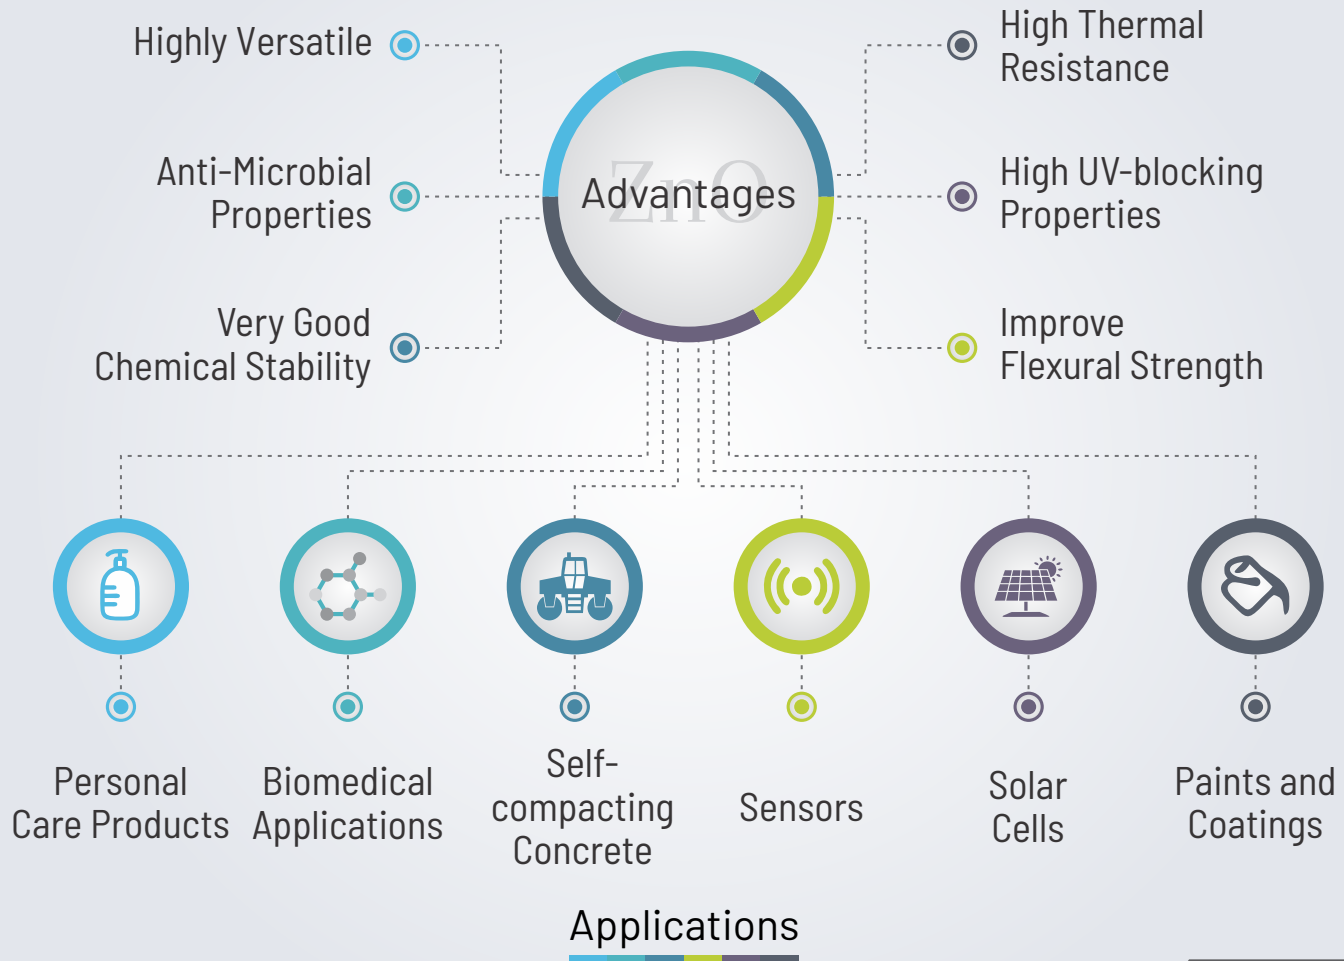 Highly Versatile
Anti-Microbial
Properties
Very Good
Chemical Stability
ZnO
Advantages
High Thermal
Resistance
High UV-blocking
Properties
Improve
Flexural Strength
Personal
Care Products
Biomedical
Applications
Self-
compacting
Concrete
Sensors
Solar
Cells
Paints and
Coatings
Applications